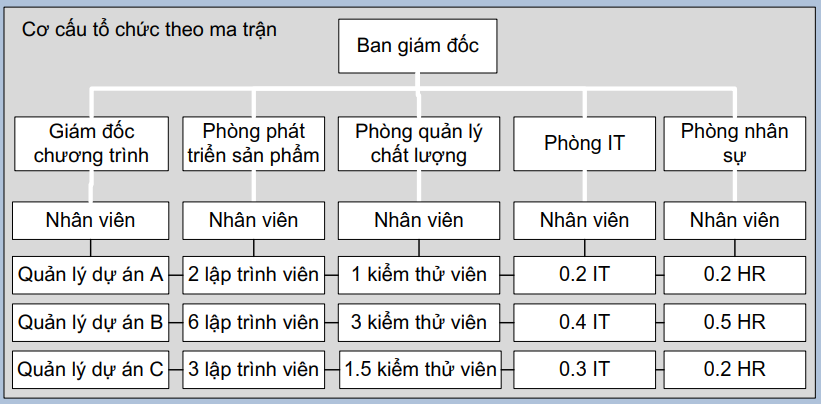 Cơ cấu tổ chức theo ma trận
Ban giám đốc
Giám đốc
chương trình
Phòng phát
triển sản phẩm
Phòng quản lý
chất lượng
Phòng IT
Phòng nhân
sự
Nhân viên
Nhân viên
Nhân viên
Nhân viên
Nhân viên
Quản lý dự án A
2 lập trình viên
1 kiểm thử viên
0.2 IT
0.2 HR
Quản lý dự án B
6 lập trình viên
3 kiểm thử viên
0.4 IT
0.5 HR
Quản lý dự án C
3 lập trình viên
1.5 kiểm thử viên
0.3 IT
0.2 HR